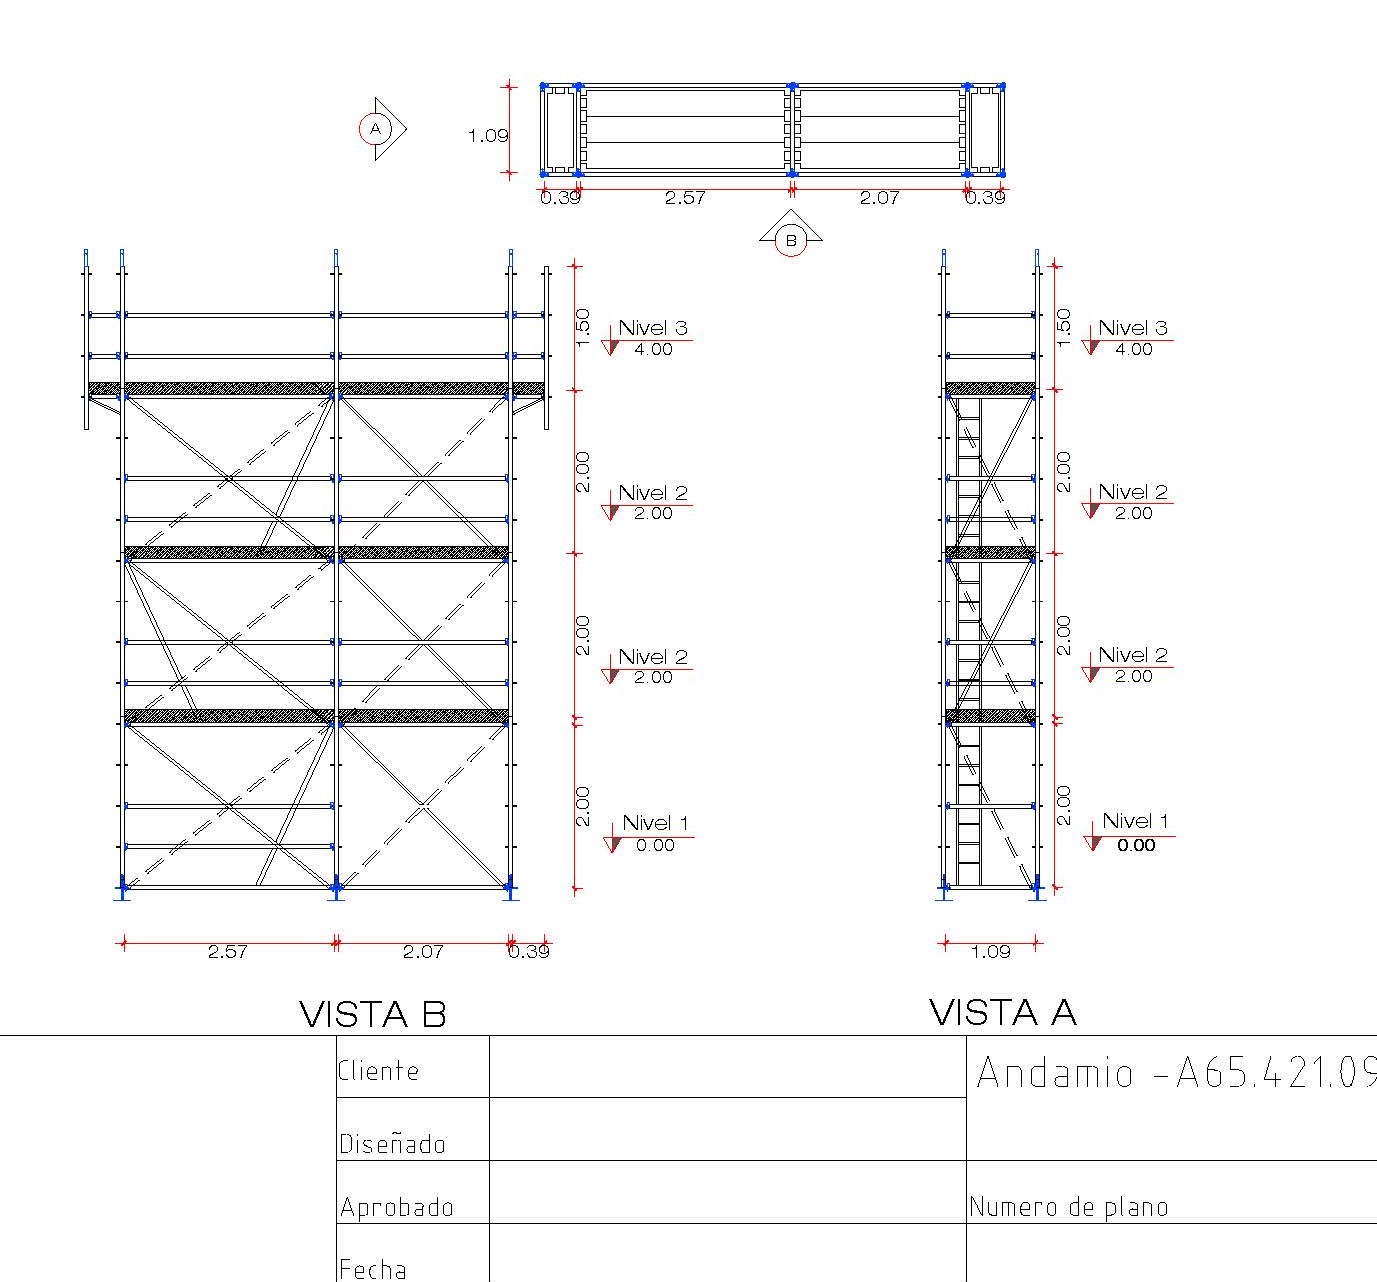 A
1.09
0.39
2.57
2.07
0.39
B
1.50
Nivel 3
4.00
2.00
Nivel 2
2.00
2.00
Nivel 2
2.00
2.00
Nivel 1
0.00
2.57
2.07
0.39
VISTA B
1.50
Nivel 3
4.00
2.00
Nivel 2
2.00
2.00
Nivel 2
2.00
2.00
Nivel 1
0.00
1.09
VISTA A
Cliente
Andamio -A65.421.09
Diseñado
Aprobado
Numero de plano
Fecha